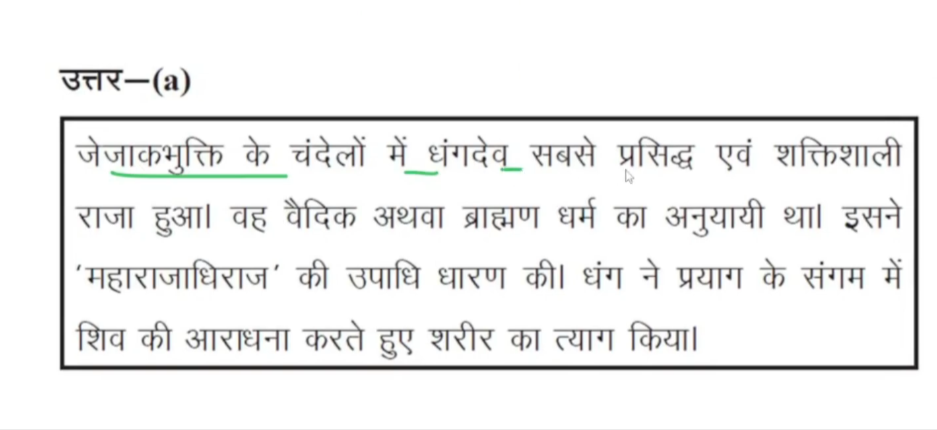 उत्तर–(a)
जेजाकभुक्ति के चंदेलों में धंगदेव सबसे प्रसिद्ध एवं शक्तिशाली
राजा हुआ। वह वैदिक अथवा ब्राह्मण धर्म का अनुयायी था। इसने
'महाराजाधिराज' की उपाधि धारण की। धंग ने प्रयाग के संगम में
शिव की आराधना करते हुए शरीर का त्याग किया।